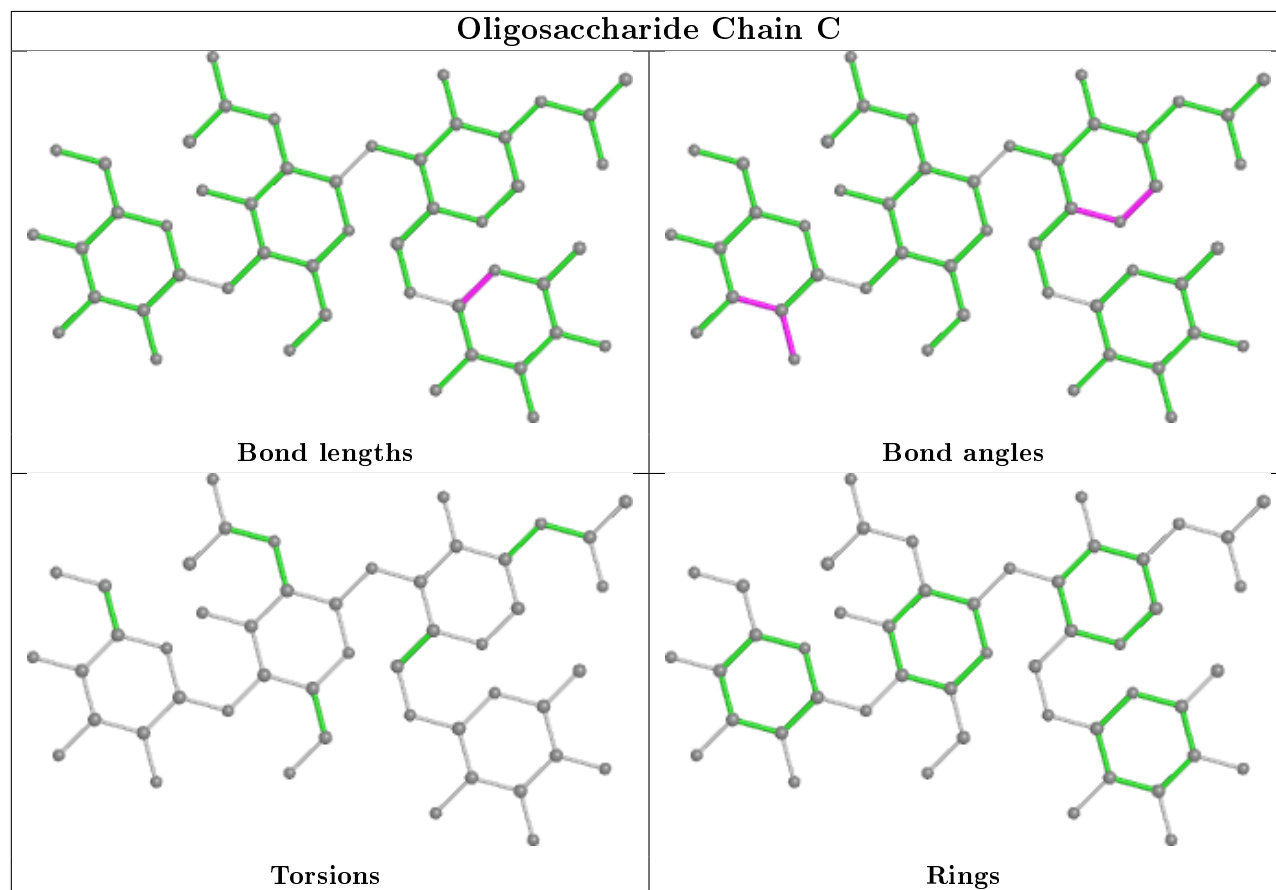 Oligosaccharide Chain C
Bond lengths
Bond angles
Torsions
Rings